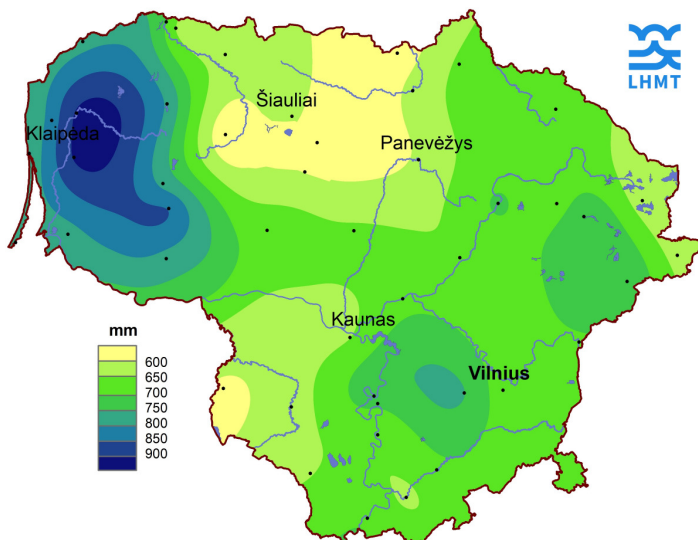 LHMT
Šiauliai
Klaipėda
Panevėžys
Kaunas
Vilnius
mm
600
650
700
750
800
850
900